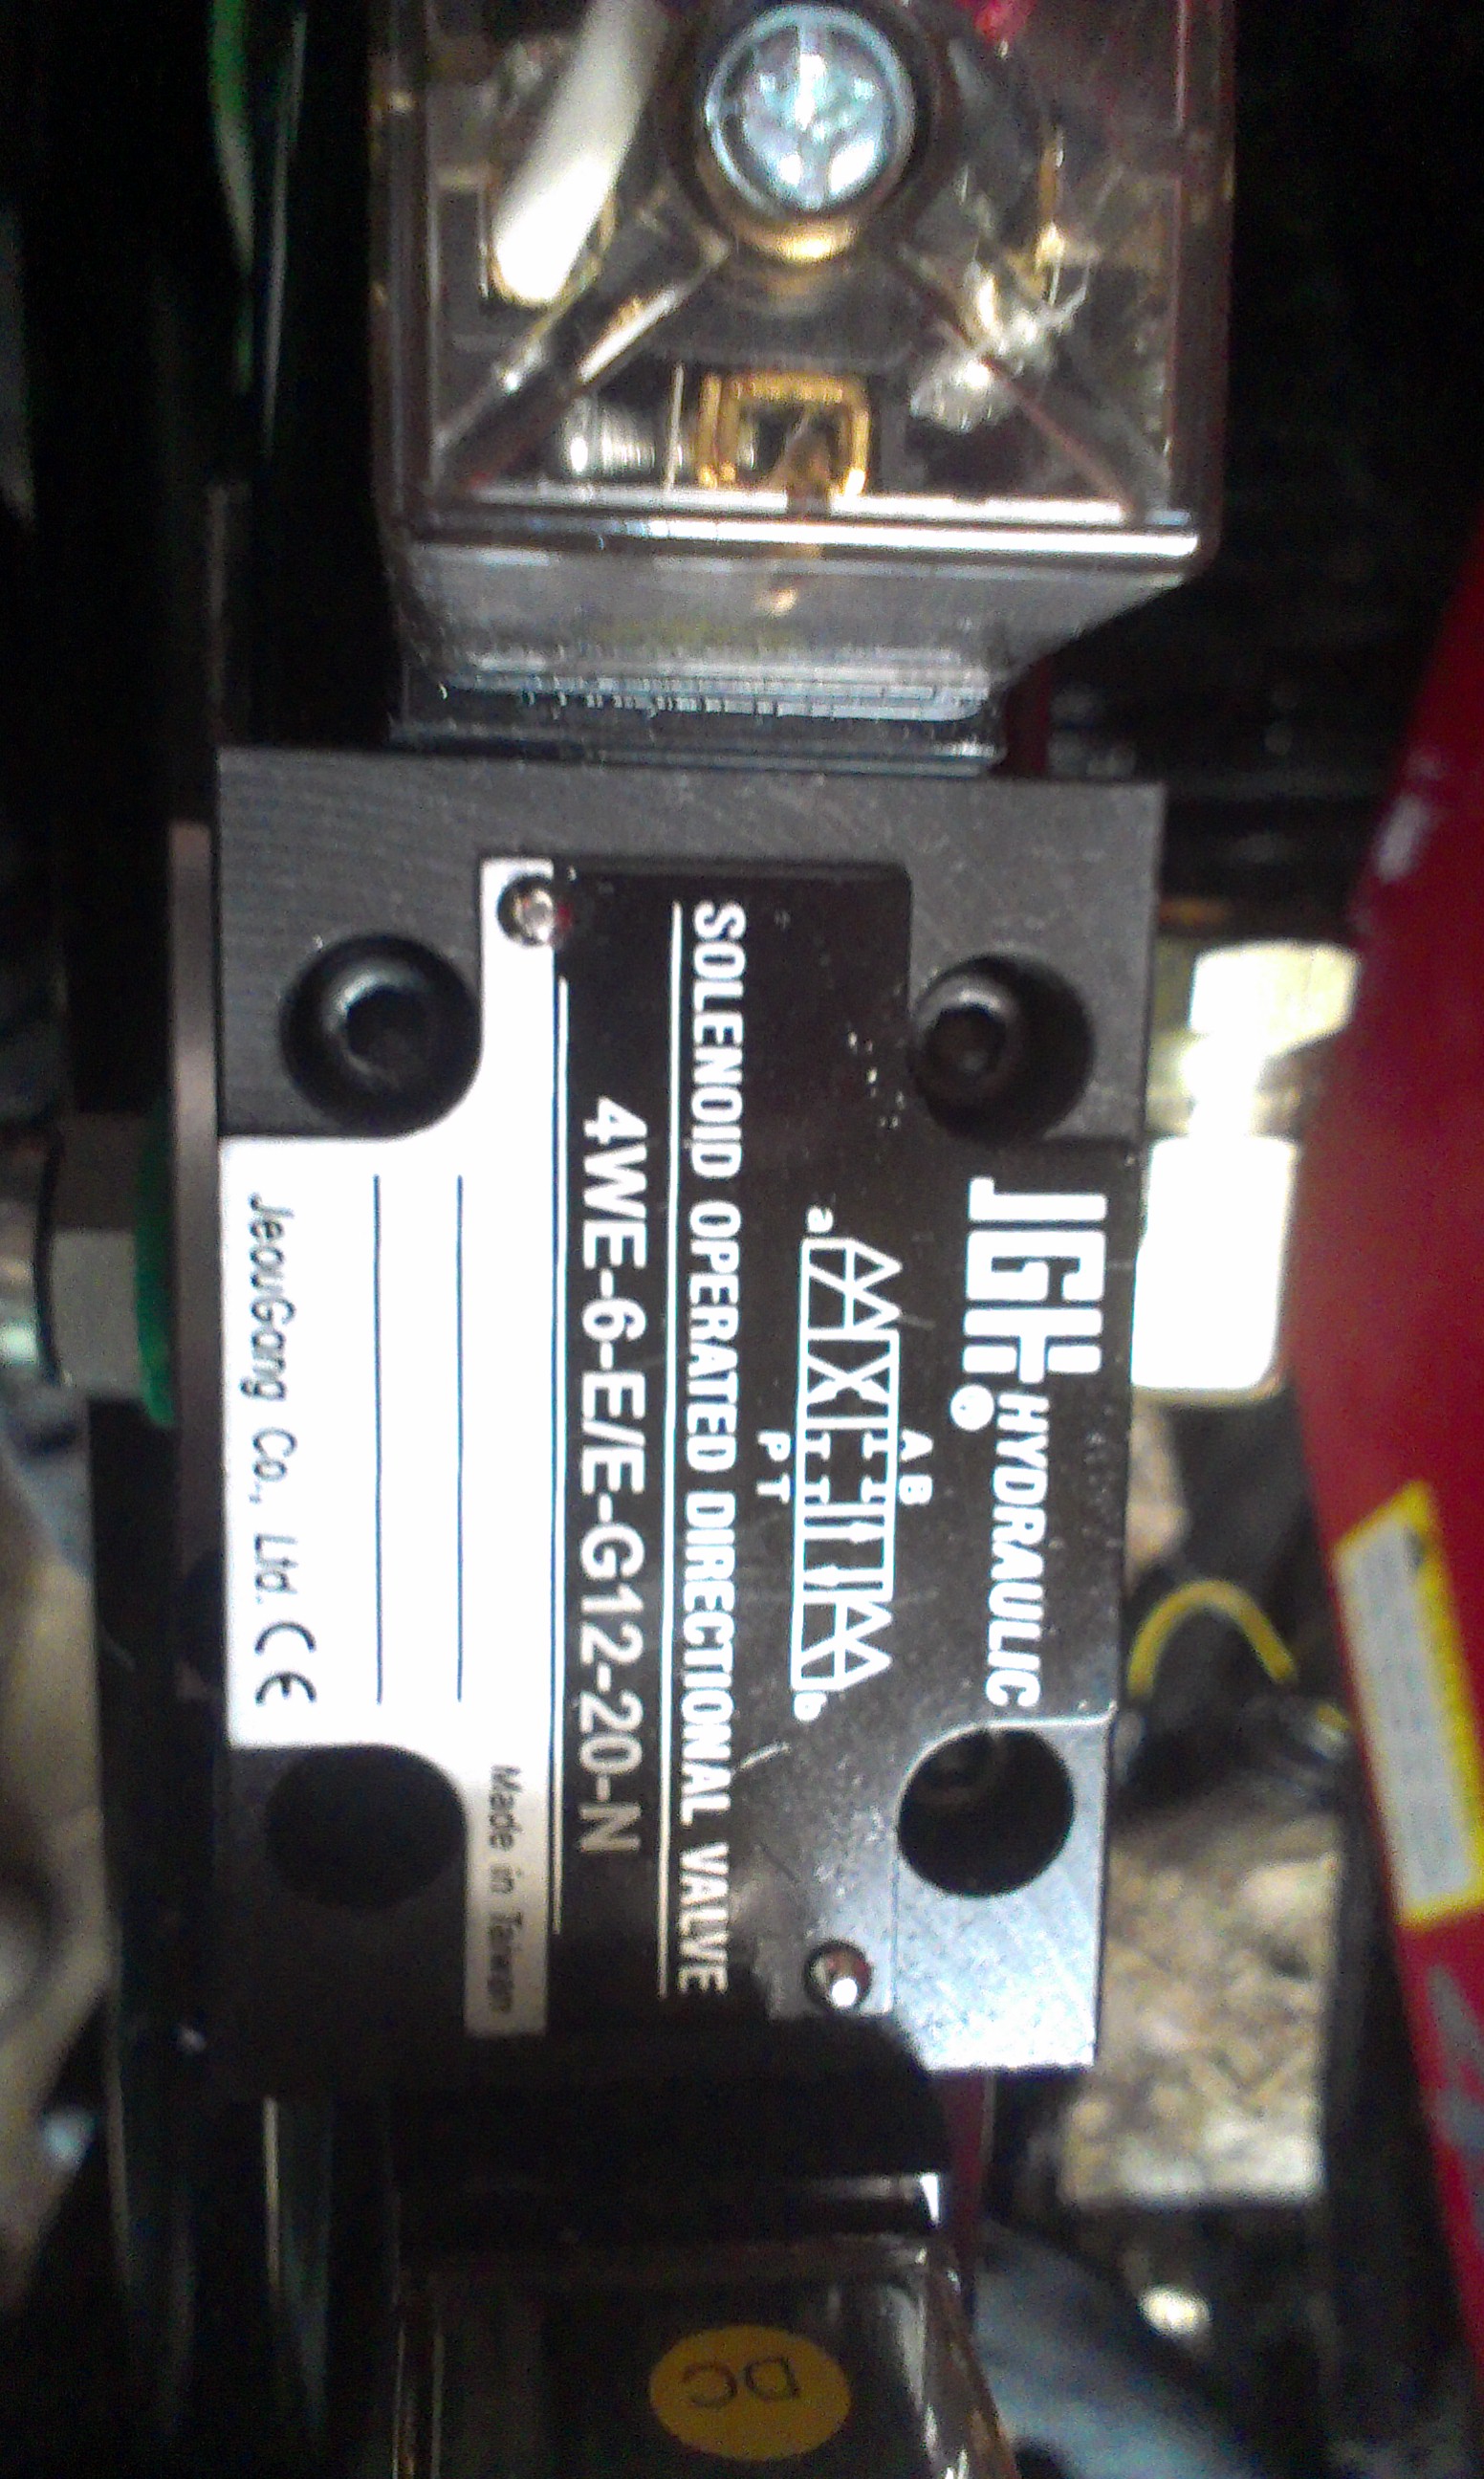 JGH HYDRAULIC
®
A B
a b
P T
SOLENOID OPERATED DIRECTIONAL VALVE
4WE-6-E/E-G12-20-N
Made in Taiwan
JeouGang Co., Ltd. CE
DC